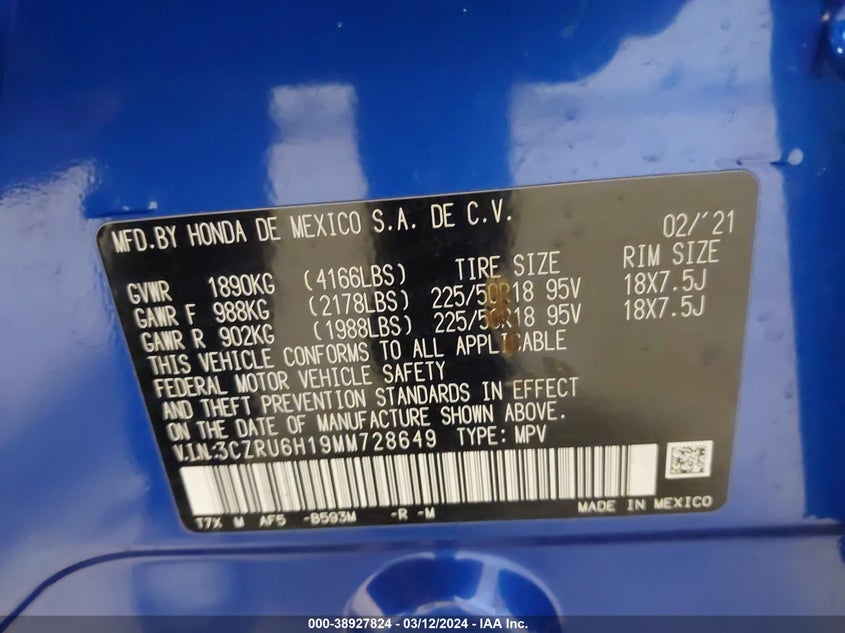 MFD.BY HONDA DE MEXICO S.A. DE C.V. 02/'21
GVWR 1890KG (4166LBS) TIRE SIZE RIM SIZE
GAWR F 988KG (2178LBS) 225/50R18 95V 18X7.5J
GAWR R 902KG (1988LBS) 225/50R18 95V 18X7.5J
THIS VEHICLE CONFORMS TO ALL APPLICABLE
FEDERAL MOTOR VEHICLE SAFETY
AND THEFT PREVENTION STANDARDS IN EFFECT
ON THE DATE OF MANUFACTURE SHOWN ABOVE.
V.I.N:3CZRU6H19MM728649 TYPE: MPV
T7X M AF5 -B593M -R -M MADE IN MEXICO
000-38927824 - 03/12/2024 - IAA Inc.